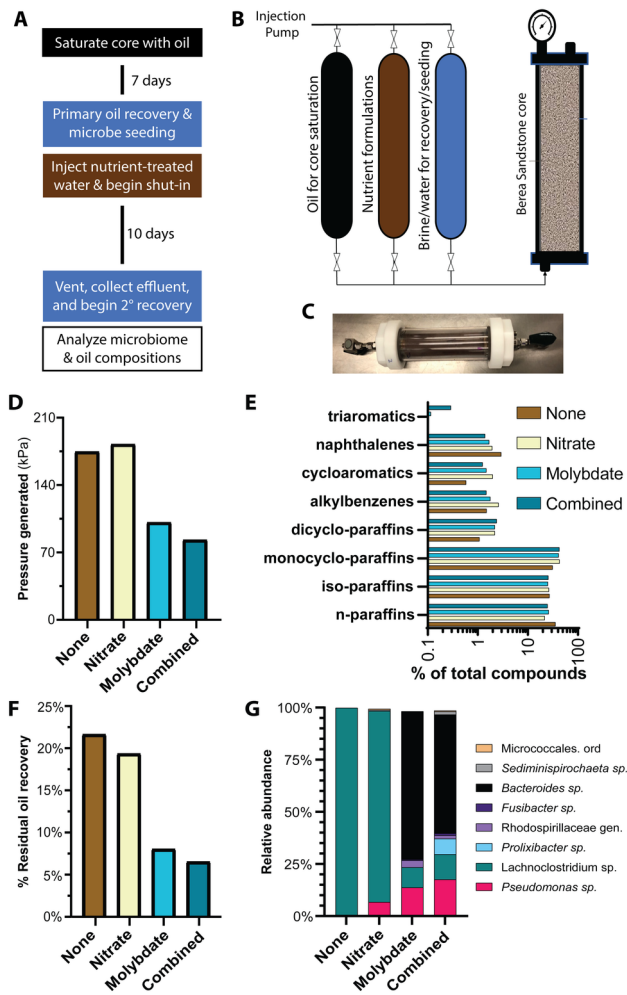 A
Saturate core with oil
7 days
Primary oil recovery &
microbe seeding
Inject nutrient-treated
water & begin shut-in
10 days
Vent, collect effluent,
and begin 2° recovery
Analyze microbiome
& oil compositions
B
Injection
Pump
Oil for core saturation
Nutrient formulations
Brine/water for recovery/seeding
Berea Sandstone core
C
D
Pressure generated (kPa)
210
140
70
0
None
Nitrate
Molybdate
Combined
E
triaromatics
naphthalenes
cycloaromatics
alkylbenzenes
dicyclo-paraffins
monocyclo-paraffins
iso-paraffins
n-paraffins
None
Nitrate
Molybdate
Combined
0.1
1
10
100
% of total compounds
F
% Residual oil recovery
25%
20%
15%
10%
6%
0%
None
Nitrate
Molybdate
Combined
G
Relative abundance
100%
75%
50%
25%
0%
None
Nitrate
Molybdate
Combined
Micrococcales. ord
Sediminispirochaeta sp.
Bacteroides sp.
Fusibacter sp.
Rhodospirillaceae gen.
Prolixibacter sp.
Lachnoclostridium sp.
Pseudomonas sp.